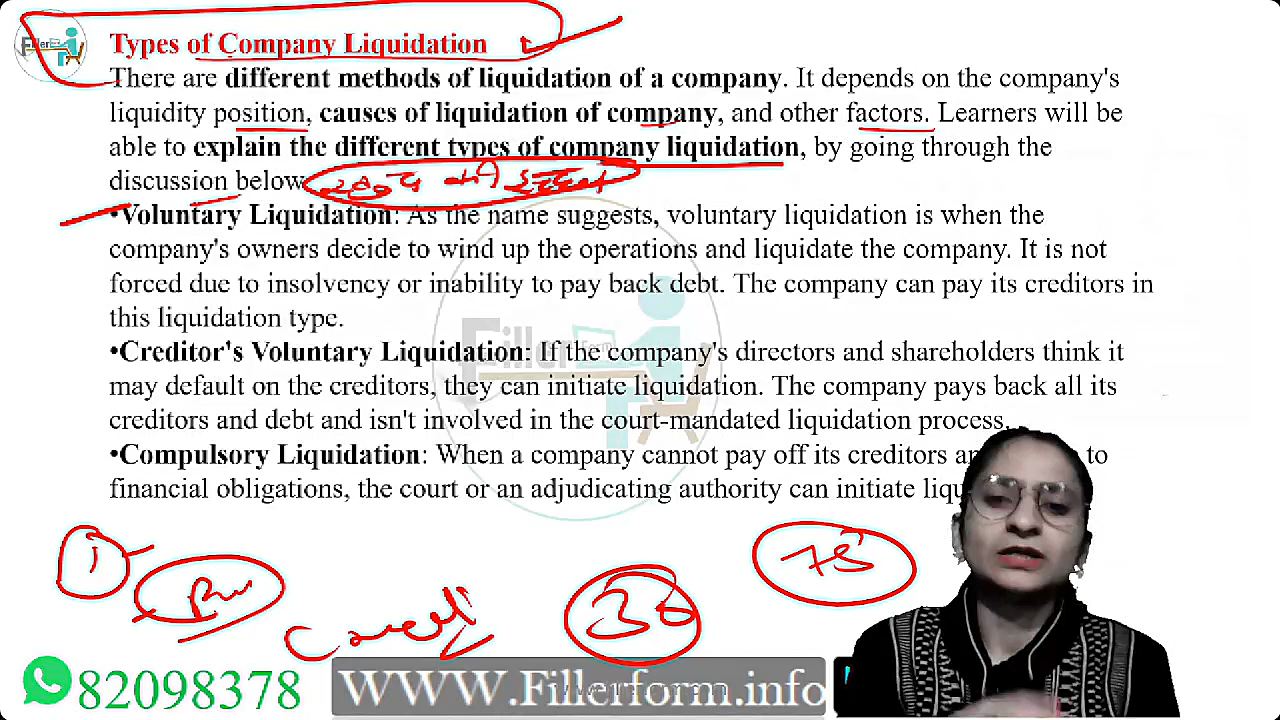 Types of Company Liquidation
There are different methods of liquidation of a company. It depends on the company's
liquidity position, causes of liquidation of company, and other factors. Learners will be
able to explain the different types of company liquidation, by going through the
discussion below
•Voluntary Liquidation: As the name suggests, voluntary liquidation is when the
company's owners decide to wind up the operations and liquidate the company. It is not
forced due to insolvency or inability to pay back debt. The company can pay its creditors in
this liquidation type.
•Creditor's Voluntary Liquidation: If the company's directors and shareholders think it
may default on the creditors, they can initiate liquidation. The company pays back all its
creditors and debt and isn't involved in the court-mandated liquidation process.
•Compulsory Liquidation: When a company cannot pay off its creditors to
financial obligations, the court or an adjudicating authority can initiate
1
36
78
82098378
WWW.Fillerform.info
Filler Form